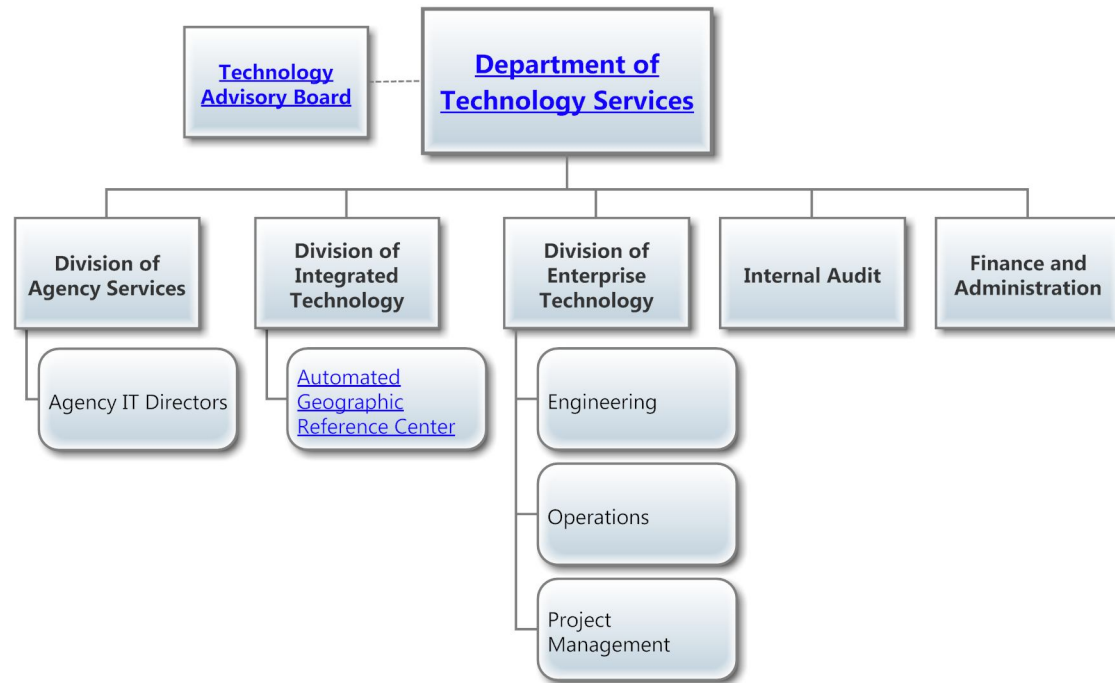 Technology
Advisory Board
Department of
Technology Services
Division of
Agency Services
Division of
Integrated
Technology
Division of
Enterprise
Technology
Internal Audit
Finance and
Administration
Agency IT Directors
Automated
Geographic
Reference Center
Engineering
Operations
Project
Management